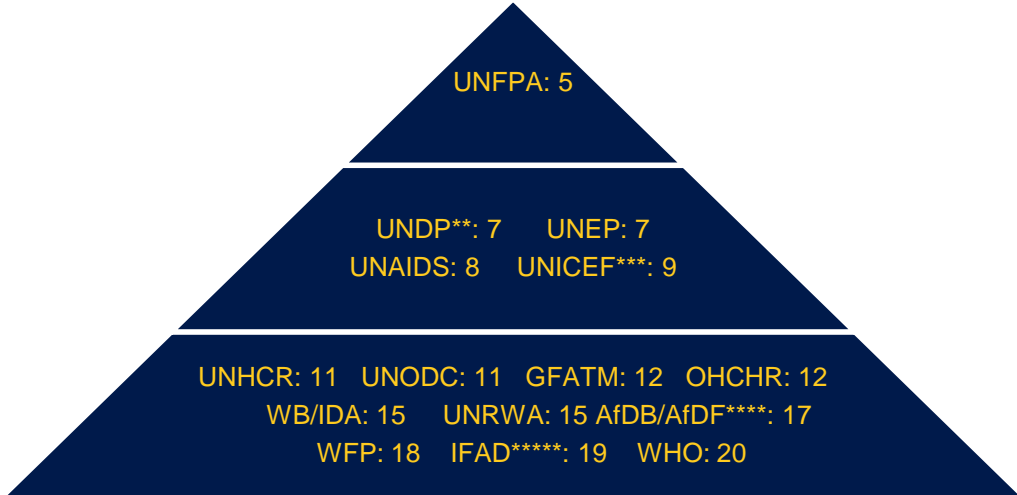 UNFPA: 5
UNDP**: 7 UNEP: 7
UNAIDS: 8 UNICEF***: 9
UNHCR: 11 UNODC: 11 GFATM: 12 OHCHR: 12
WB/IDA: 15 UNRWA: 15 AfDB/AfDF****: 17
WFP: 18 IFAD*****: 19 WHO: 20